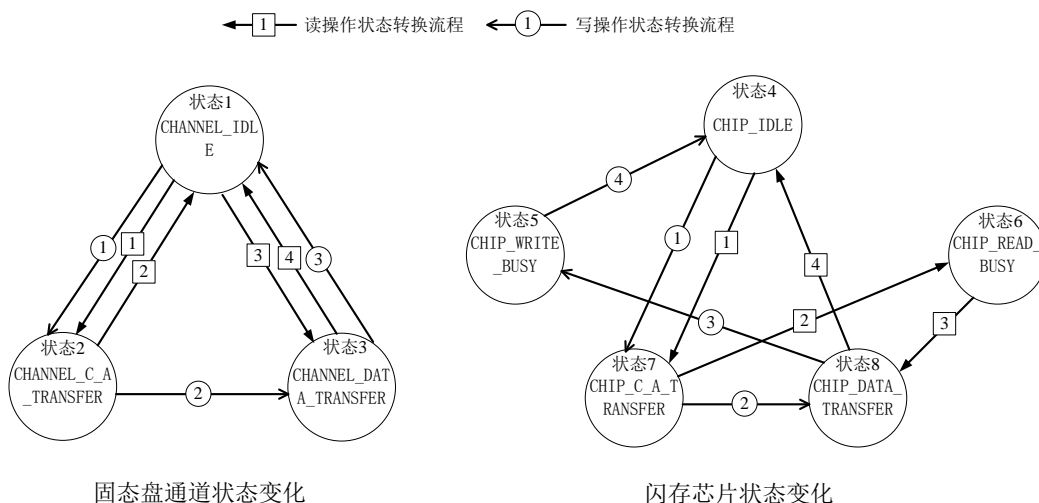 1 读操作状态转换流程 1 写操作状态转换流程
状态1
CHANNEL_IDL
E
1
1
2
3
4
3
状态2
CHANNEL_C_A
_TRANSFER
2
状态3
CHANNEL_DAT
A_TRANSFER
固态盘通道状态变化
状态4
CHIP_IDLE
4
状态5
CHIP_WRITE
_BUSY
状态6
CHIP_READ_
BUSY
1
1
4
3
2
3
状态7
CHIP_C_A_T
RANSFER
2
状态8
CHIP_DATA_
TRANSFER
闪存芯片状态变化